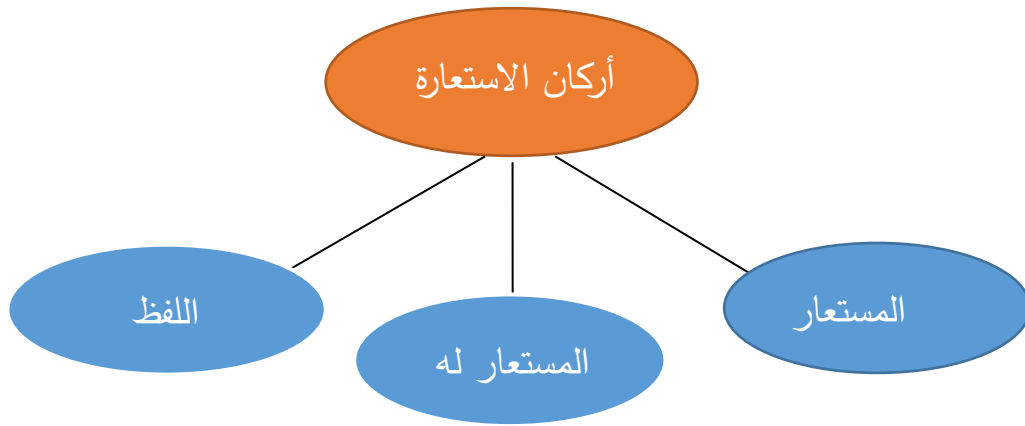 أركان الاستعارة
المستعار
المستعار له
اللفظ